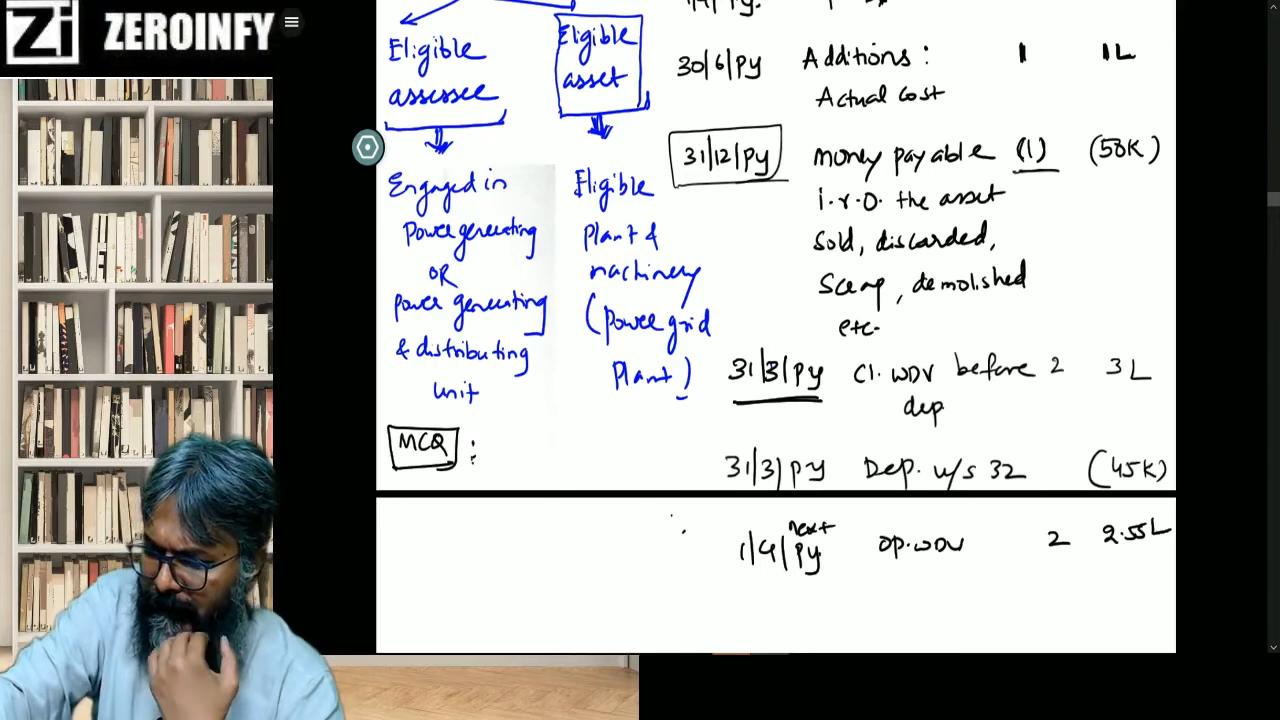 Zi ZEROINFY
Eligible
assessee
Engaged in
Power generating
OR
Power generating
& distributing
Unit
MCQ :
Eligible
asset
Eligible
Plant &
machinery
(Power grid
Plant)
30/6/PY Additions : 1 1L
Actual cost
31/12/PY money payable (1) (50K)
i.r.o. the asset
sold, discarded,
Scrap, demolished
etc.
31/3/PY Cl. WDV before 2 3L
dep
31/3/PY Dep. u/s 32 (45K)
next
1/4/PY OP. WDV 2 2.55L